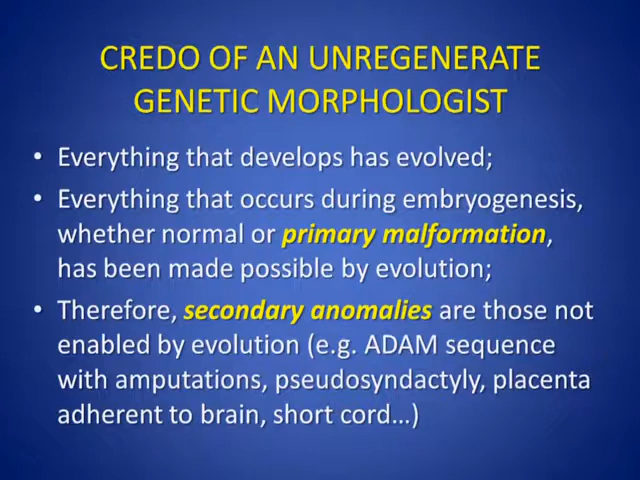 CREDO OF AN UNREGENERATE
GENETIC MORPHOLOGIST
• Everything that develops has evolved;
• Everything that occurs during embryogenesis,
whether normal or primary malformation,
has been made possible by evolution;
• Therefore, secondary anomalies are those not
enabled by evolution (e.g. ADAM sequence
with amputations, pseudosyndactyly, placenta
adherent to brain, short cord…)